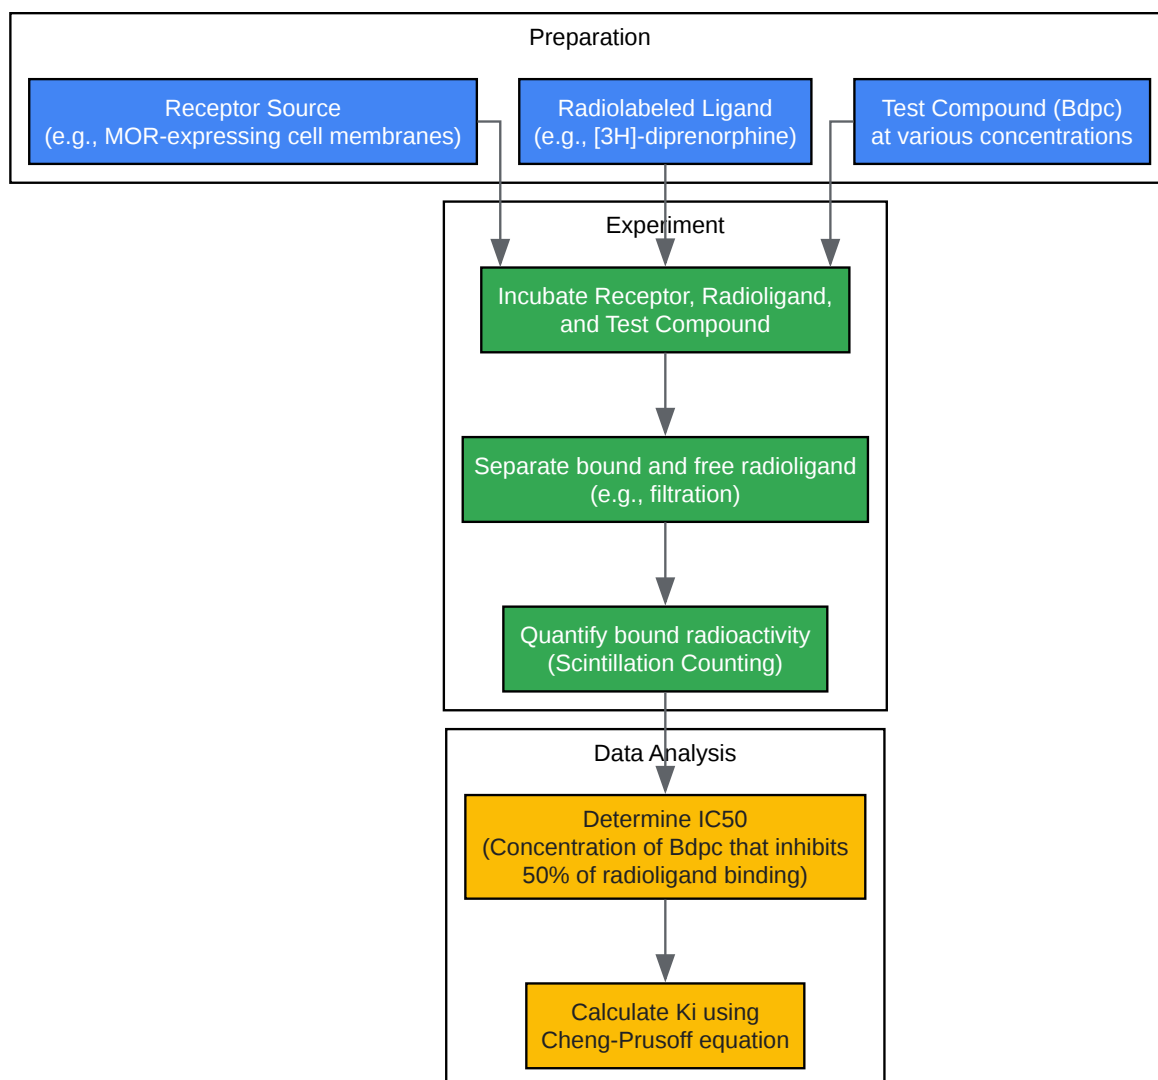 Preparation
Receptor Source
(e.g., MOR-expressing cell membranes)
Radiolabeled Ligand
(e.g., [3H]-diprenorphine)
Test Compound (Bdpc)
at various concentrations
Experiment
Incubate Receptor, Radioligand,
and Test Compound
Separate bound and free radioligand
(e.g., filtration)
Quantify bound radioactivity
(Scintillation Counting)
Data Analysis
Determine IC50
(Concentration of Bdpc that inhibits
50% of radioligand binding)
Calculate Ki using
Cheng-Prusoff equation